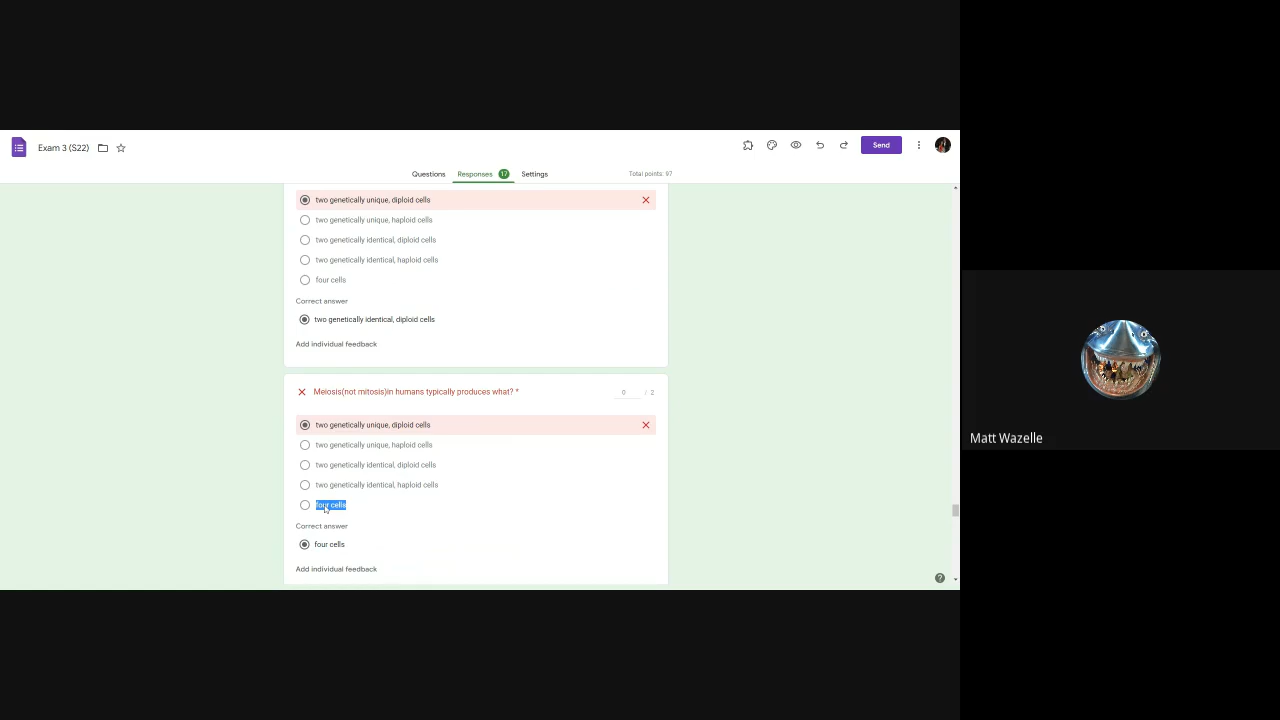 Exam 3 (S22)
Send
Questions
Responses 17
Settings
Total points: 97
two genetically unique, diploid cells
two genetically unique, haploid cells
two genetically identical, diploid cells
two genetically identical, haploid cells
four cells
Correct answer
two genetically identical, diploid cells
Add individual feedback
Meiosis(not mitosis)in humans typically produces what? *
0 / 2
two genetically unique, diploid cells
two genetically unique, haploid cells
two genetically identical, diploid cells
two genetically identical, haploid cells
four cells
Correct answer
four cells
Add individual feedback
Matt Wazelle